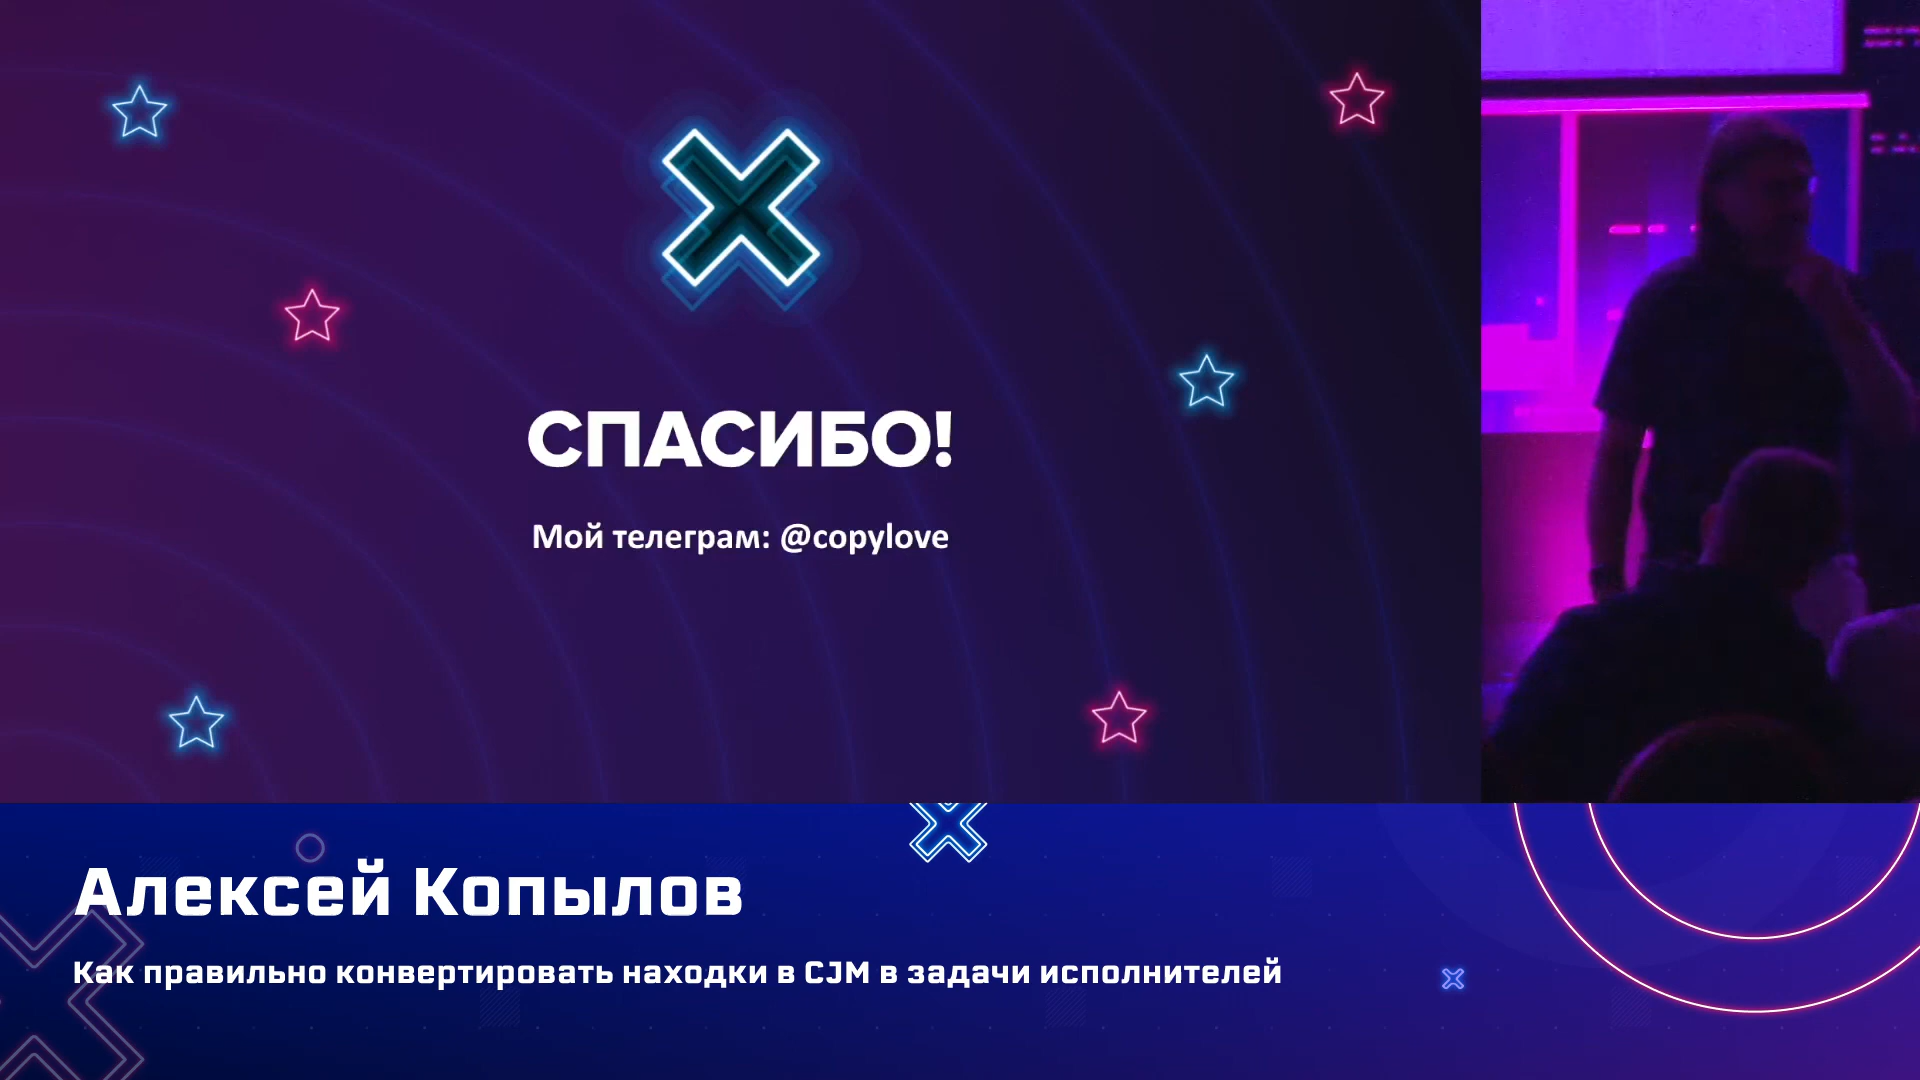 СПАСИБО!
Мой телеграм: @copylove
Алексей Копылов
Как правильно конвертировать находки в CJM в задачи исполнителей